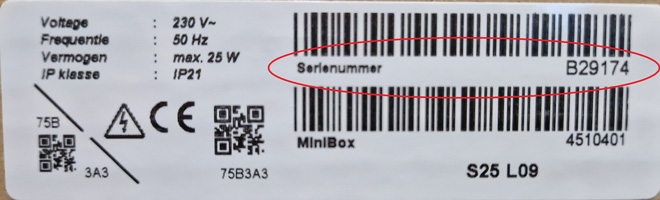 Voltage : 230 V~
Frequentie : 50 Hz
Vermogen : max. 25 W
IP klasse : IP21
Serienummer B29174
MiniBox 4510401
75B
3A3
CE
75B3A3
S25 L09